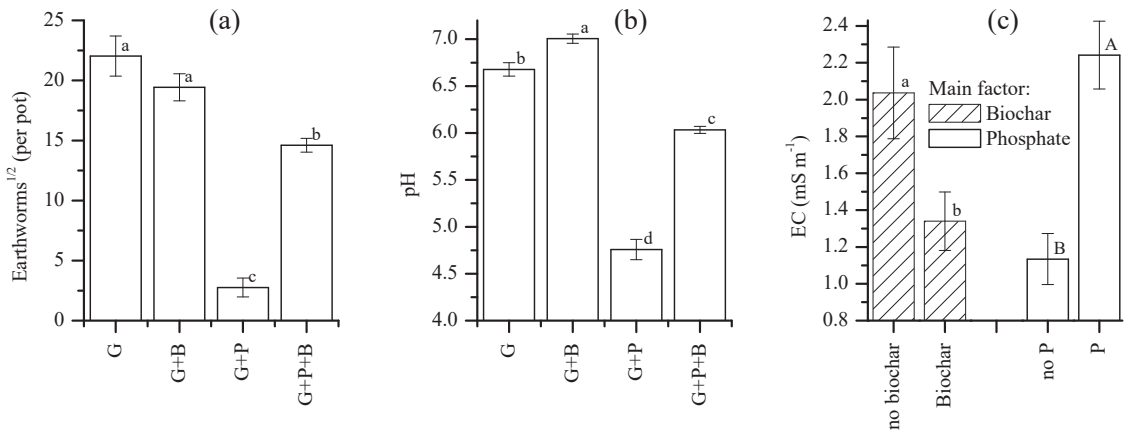 (a)
Earthworms1/2 (per pot)
25
20
15
10
5
0
a
a
c
b
G
G+B
G+P
G+P+B
(b)
pH
7.0
6.5
6.0
5.5
5.0
4.5
4.0
b
a
d
c
G
G+B
G+P
G+P+B
(c)
EC (mS m-1)
2.4
2.2
2.0
1.8
1.6
1.4
1.2
1.0
0.8
a
b
B
A
Main factor:
Biochar
Phosphate
no biochar
Biochar
no P
P